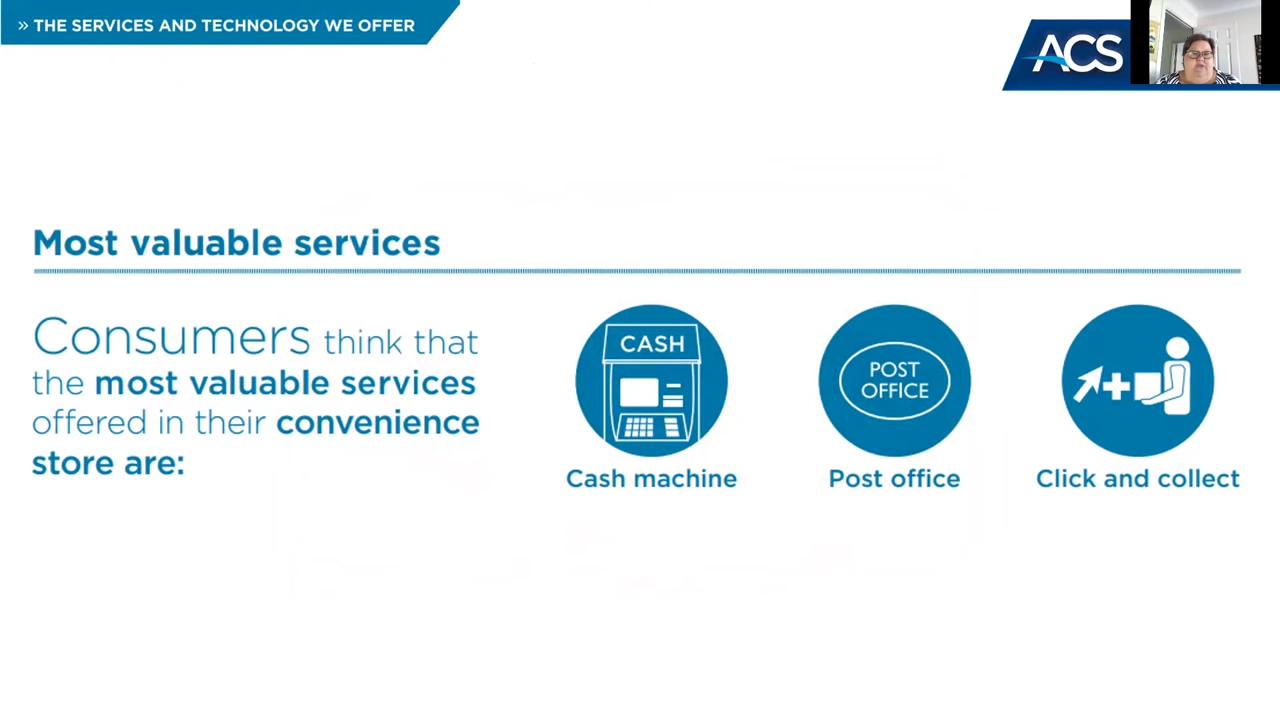 » THE SERVICES AND TECHNOLOGY WE OFFER
ACS
Most valuable services
Consumers think that
the most valuable services
offered in their convenience
store are:
CASH
POST
OFFICE
Cash machine
Post office
Click and collect